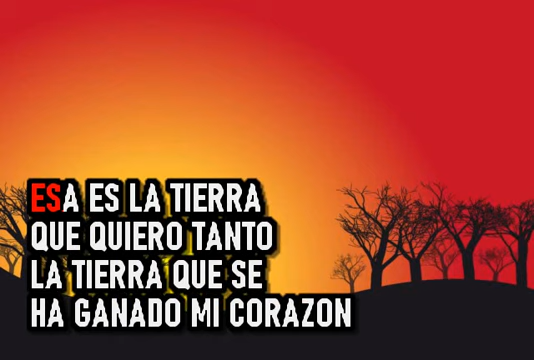 ESA ES LA TIERRA
QUE QUIERO TANTO
LA TIERRA QUE SE
HA GANADO MI CORAZON